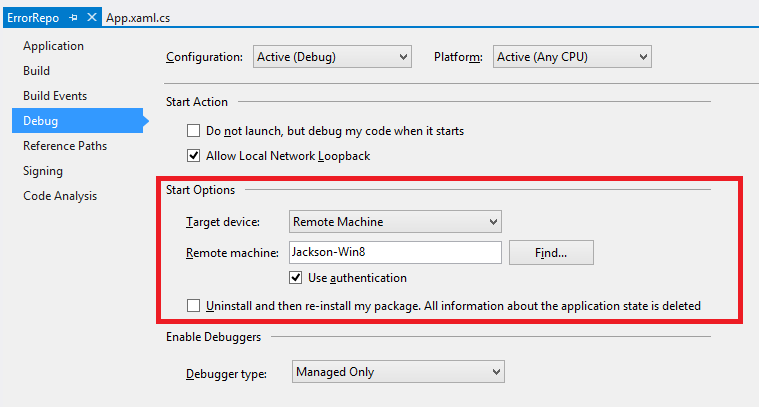 ErrorRepo App.xaml.cs
Application
Build
Build Events
Debug
Reference Paths
Signing
Code Analysis
Configuration: Active (Debug) Platform: Active (Any CPU)
Start Action
Do not launch, but debug my code when it starts
Allow Local Network Loopback
Start Options
Target device: Remote Machine
Remote machine: Jackson-Win8 Find...
Use authentication
Uninstall and then re-install my package. All information about the application state is deleted
Enable Debuggers
Debugger type: Managed Only